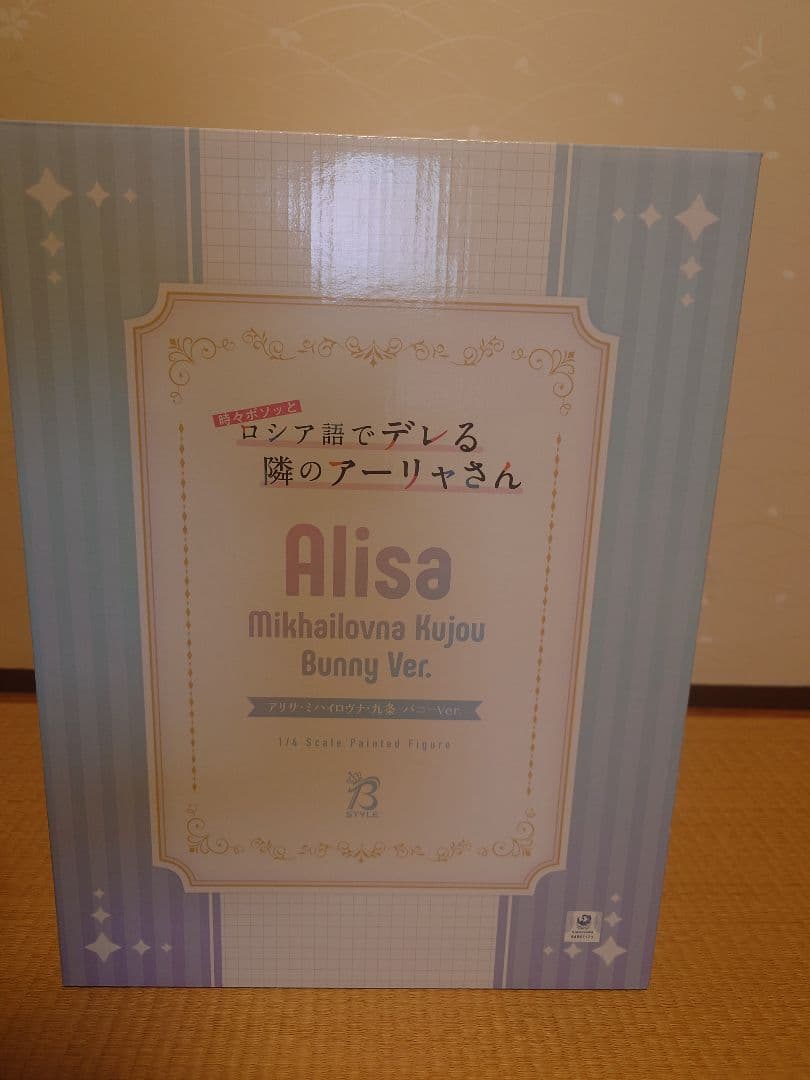 時々ボソッと
ロシア語でデレる
隣のアーリャさん
Alisa
Mikhailovna Kujou
Bunny Ver.
アリサ・ミハイロヴナ・九条 バニーVer.
1/4 Scale Painted Figure
B
STYLE